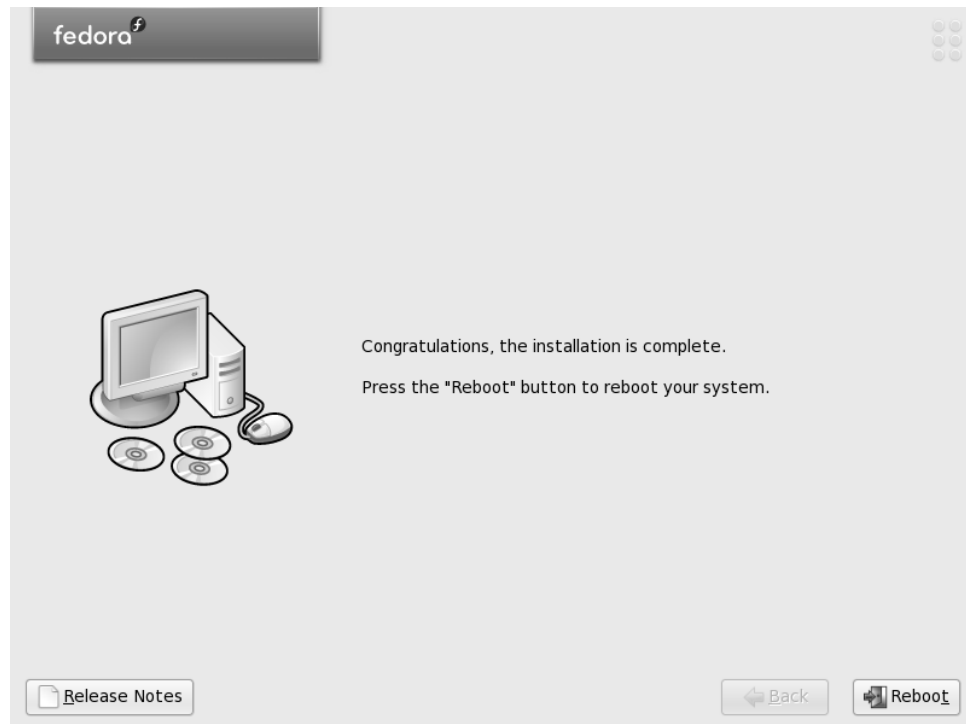 fedora
Congratulations, the installation is complete.
Press the "Reboot" button to reboot your system.
Release Notes
Back
Reboot